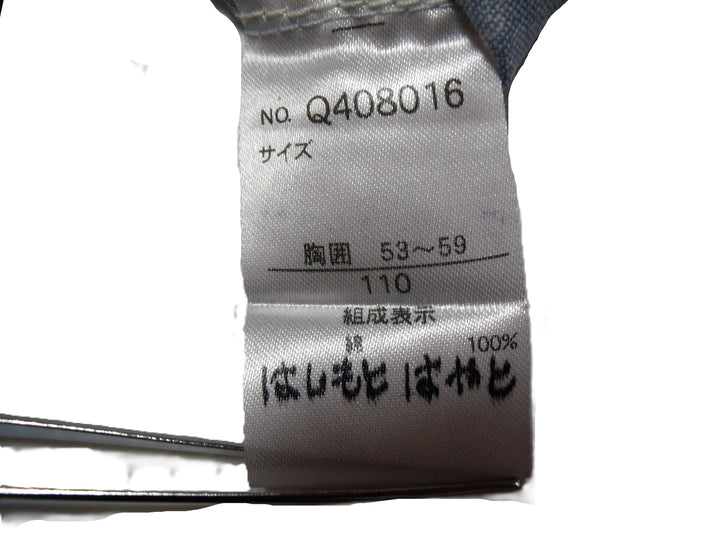 NO. Q408016
サイズ
胸囲 53～59
110
組成表示
綿 100%
はしもと はやと